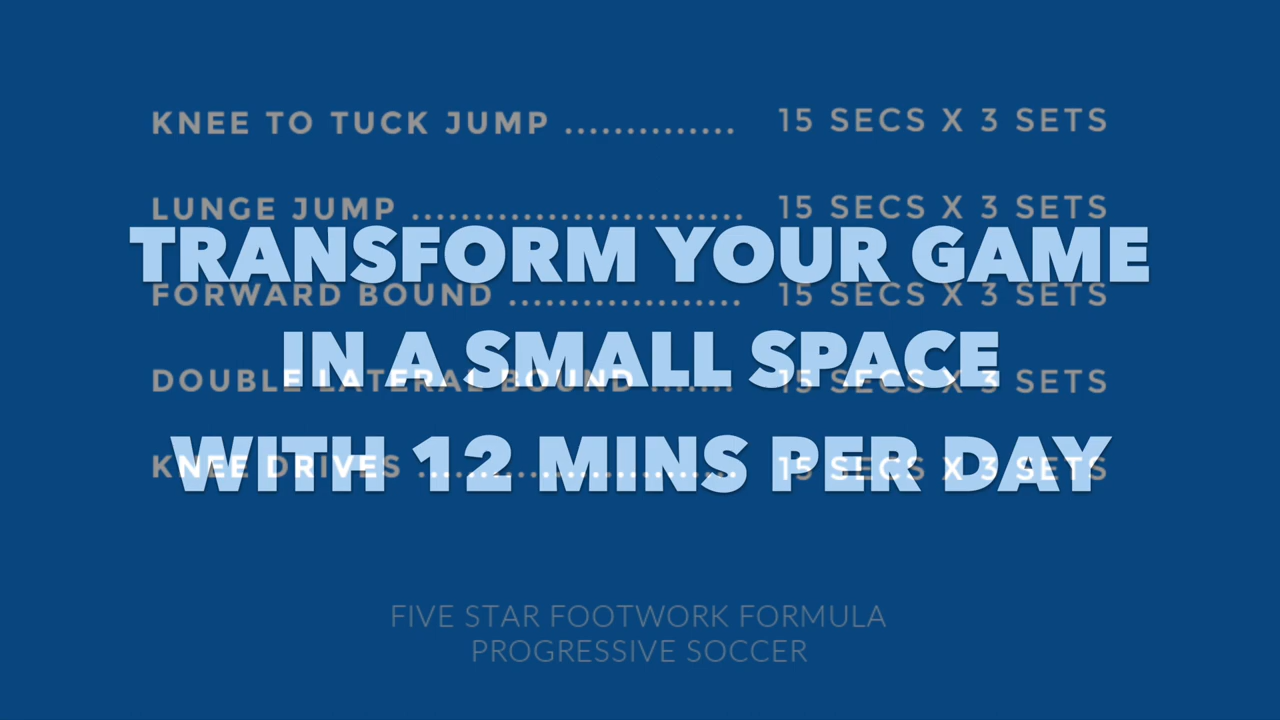 KNEE TO TUCK JUMP .............. 15 SECS X 3 SETS
LUNGE JUMP ........................... 15 SECS X 3 SETS
TRANSFORM YOUR GAME
FORWARD BOUND ................... 15 SECS X 3 SETS
IN A SMALL SPACE
DOUBLE LATERAL BOUND ....... 15 SECS X 3 SETS
WITH 12 MINS PER DAY
KNEE DRIVES .......................... 15 SECS X 3 SETS
FIVE STAR FOOTWORK FORMULA
PROGRESSIVE SOCCER